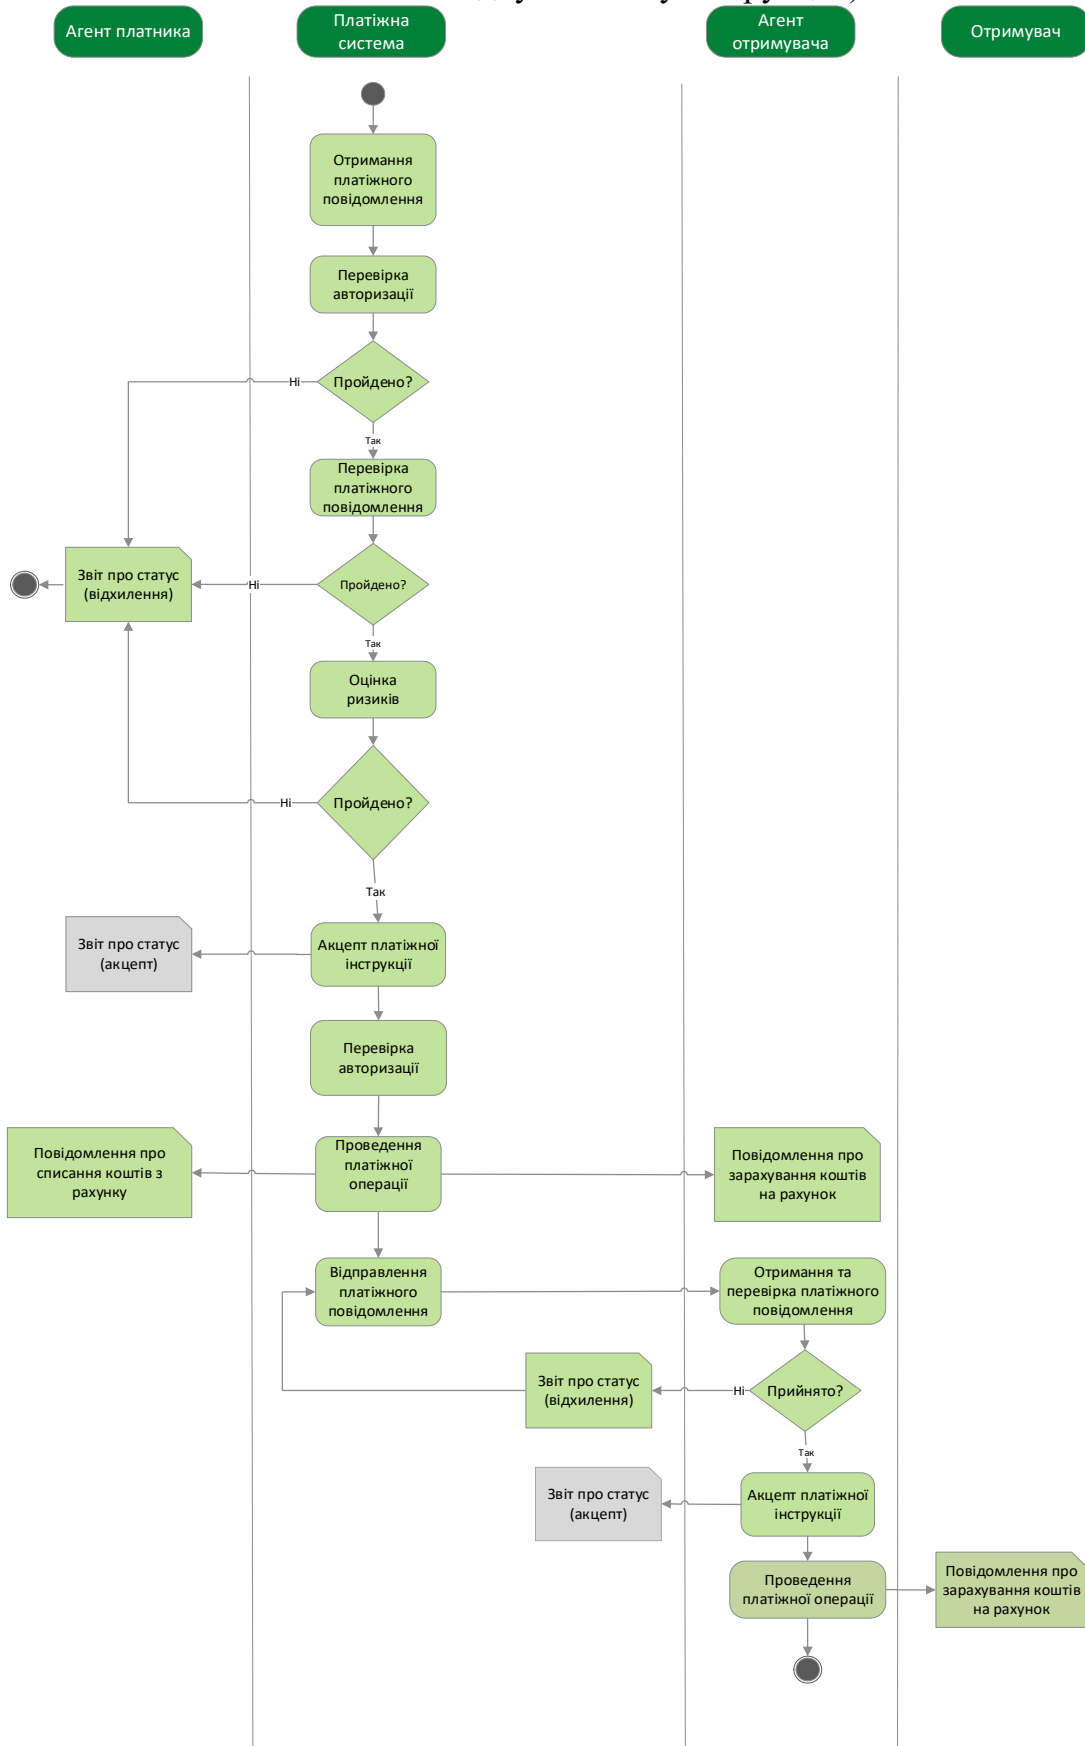 Агент платника
Платіжна
система
Агент
отримувача
Отримувач
Отримання
платіжного
повідомлення
Перевірка
авторизації
Пройдено?
Ні
Так
Перевірка
платіжного
повідомлення
Звіт про статус
(відхилення)
Ні
Пройдено?
Так
Оцінка
ризиків
Пройдено?
Ні
Так
Звіт про статус
(акцепт)
Акцепт платіжної
інструкції
Перевірка
авторизації
Повідомлення про
списання коштів з
рахунку
Проведення
платіжної
операції
Повідомлення про
зарахування коштів
на рахунок
Відправлення
платіжного
повідомлення
Отримання та
перевірка платіжного
повідомлення
Звіт про статус
(відхилення)
Ні
Прийнято?
Так
Звіт про статус
(акцепт)
Акцепт платіжної
інструкції
Проведення
платіжної операції
Повідомлення про
зарахування коштів
на рахунок